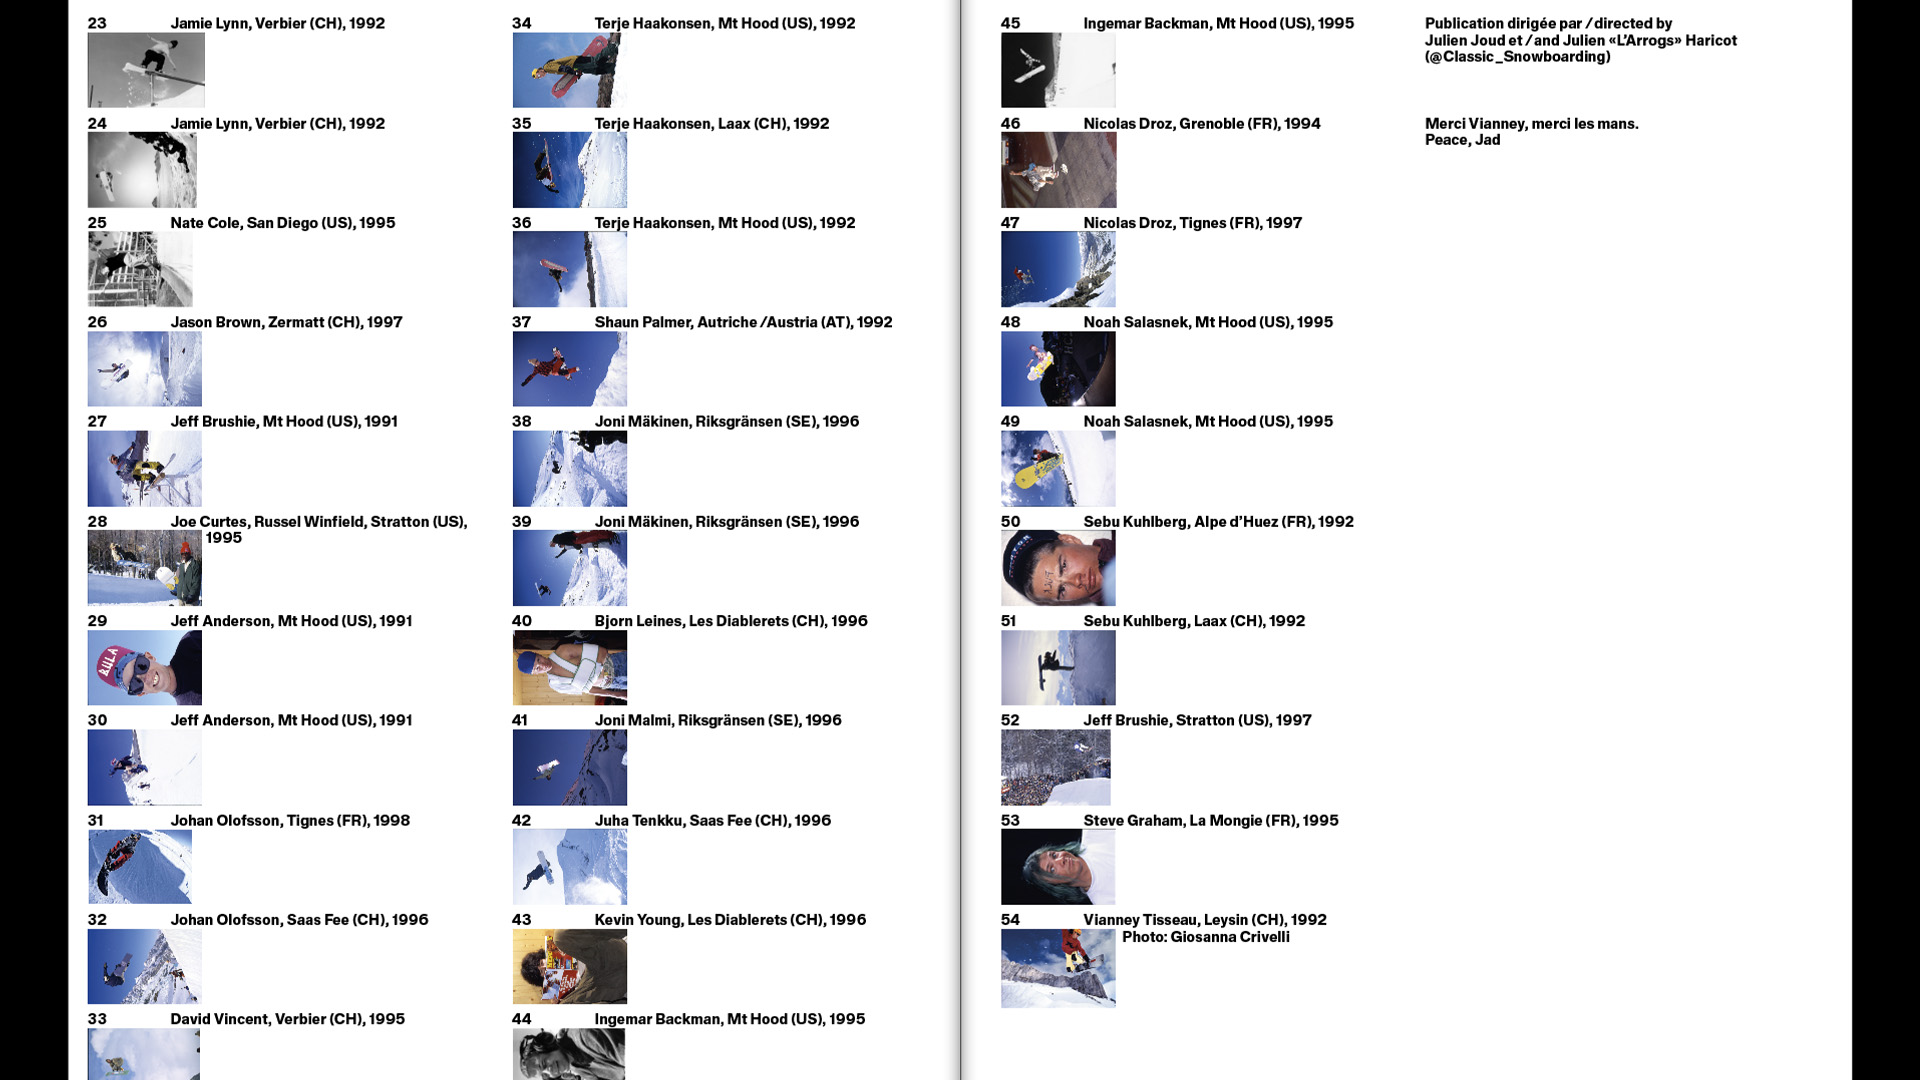 23 Jamie Lynn, Verbier (CH), 1992
24 Jamie Lynn, Verbier (CH), 1992
25 Nate Cole, San Diego (US), 1995
26 Jason Brown, Zermatt (CH), 1997
27 Jeff Brushie, Mt Hood (US), 1991
28 Joe Curtes, Russel Winfield, Stratton (US),
1995
29 Jeff Anderson, Mt Hood (US), 1991
RULA
30 Jeff Anderson, Mt Hood (US), 1991
31 Johan Olofsson, Tignes (FR), 1998
32 Johan Olofsson, Saas Fee (CH), 1996
33 David Vincent, Verbier (CH), 1995
34 Terje Haakonsen, Mt Hood (US), 1992
35 Terje Haakonsen, Laax (CH), 1992
36 Terje Haakonsen, Mt Hood (US), 1992
37 Shaun Palmer, Autriche/Austria (AT), 1992
38 Joni Mäkinen, Riksgränsen (SE), 1996
39 Joni Mäkinen, Riksgränsen (SE), 1996
40 Bjorn Leines, Les Diablerets (CH), 1996
41 Joni Malmi, Riksgränsen (SE), 1996
42 Juha Tenkku, Saas Fee (CH), 1996
43 Kevin Young, Les Diablerets (CH), 1996
44 Ingemar Backman, Mt Hood (US), 1995
45 Ingemar Backman, Mt Hood (US), 1995
46 Nicolas Droz, Grenoble (FR), 1994
47 Nicolas Droz, Tignes (FR), 1997
48 Noah Salasnek, Mt Hood (US), 1995
49 Noah Salasnek, Mt Hood (US), 1995
50 Sebu Kuhlberg, Alpe d'Huez (FR), 1992
51 Sebu Kuhlberg, Laax (CH), 1992
52 Jeff Brushie, Stratton (US), 1997
53 Steve Graham, La Mongie (FR), 1995
54 Vianney Tisseau, Leysin (CH), 1992
Photo: Giosanna Crivelli
Publication dirigée par/directed by
Julien Joud et/and Julien «L'Arrogs» Haricot
(@Classic_Snowboarding)
Merci Vianney, merci les mans.
Peace, Jad